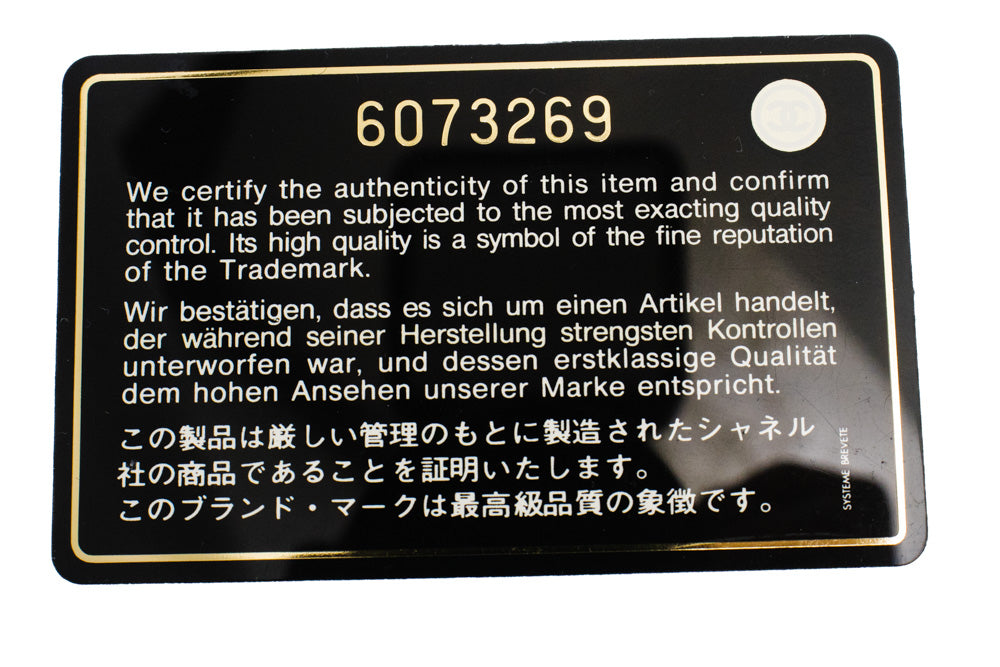 6073269
We certify the authenticity of this item and confirm
that it has been subjected to the most exacting quality
control. Its high quality is a symbol of the fine reputation
of the Trademark.
Wir bestätigen, dass es sich um einen Artikel handelt,
der während seiner Herstellung strengsten Kontrollen
unterworfen war, und dessen erstklassige Qualität
dem hohen Ansehen unserer Marke entspricht.
この製品は厳しい管理のもとに製造されたシャネル
社の商品であることを証明いたします。
このブランド・マークは最高級品質の象徴です。
SYSTEME BREVETE